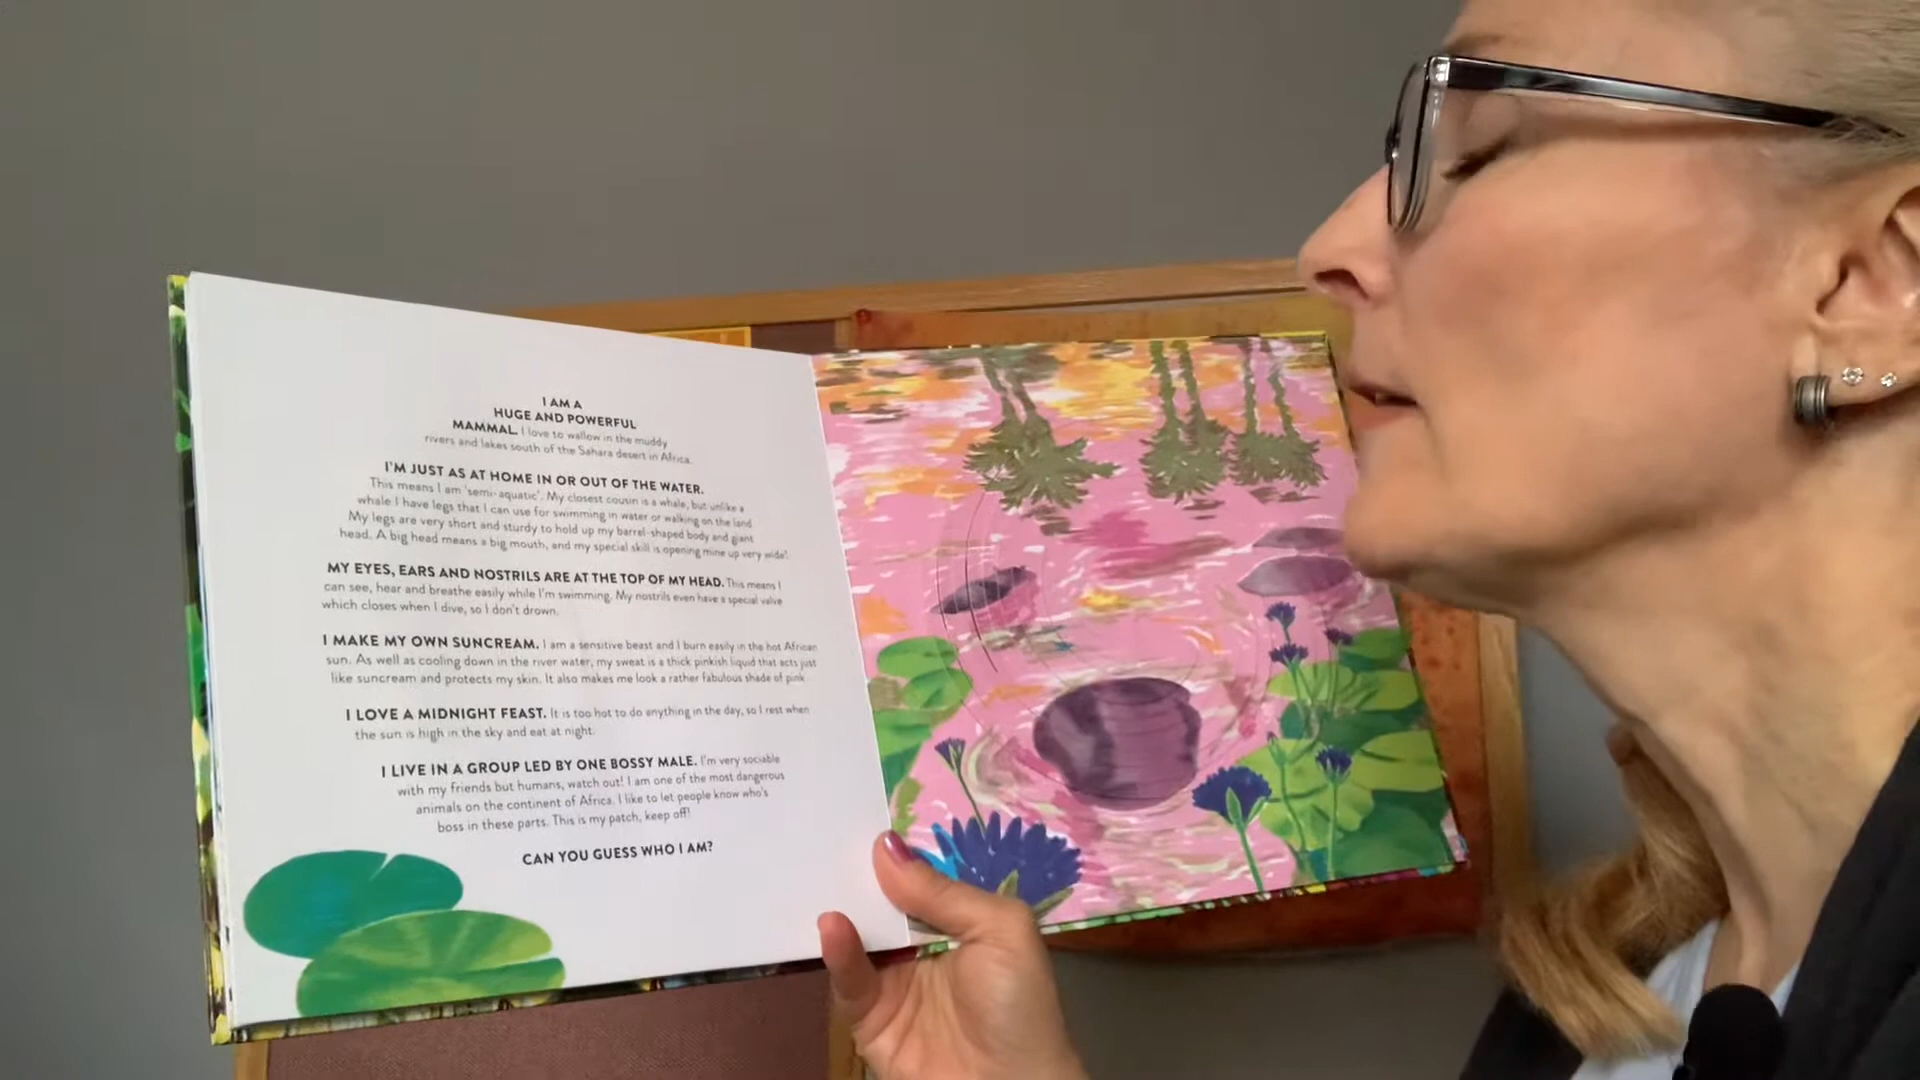 I AM A
HUGE AND POWERFUL
MAMMAL. I love to wallow in the muddy
rivers and lakes south of the Sahara desert in Africa.
I'M JUST AS AT HOME IN OR OUT OF THE WATER.
This means I am 'semi-aquatic'. My closest cousin is a whale, but unlike a
whale I have legs that I can use for swimming in water or walking on the land
My legs are very short and sturdy to hold up my barrel-shaped body and giant
head. A big head means a big mouth, and my special skill is opening mine up very wide!
MY EYES, EARS AND NOSTRILS ARE AT THE TOP OF MY HEAD. This means I
can see, hear and breathe easily while I'm swimming. My nostrils even have a special valve
which closes when I dive, so I don't drown.
I MAKE MY OWN SUNCREAM. I am a sensitive beast and I burn easily in the hot African
sun. As well as cooling down in the river water, my sweat is a thick pinkish liquid that acts just
like suncream and protects my skin. It also makes me look a rather fabulous shade of pink.
I LOVE A MIDNIGHT FEAST. It is too hot to do anything in the day, so I rest when
the sun is high in the sky and eat at night.
I LIVE IN A GROUP LED BY ONE BOSSY MALE. I'm very sociable
with my friends but humans, watch out! I am one of the most dangerous
animals on the continent of Africa. I like to let people know who's
boss in these parts. This is my patch, keep off!
CAN YOU GUESS WHO I AM?